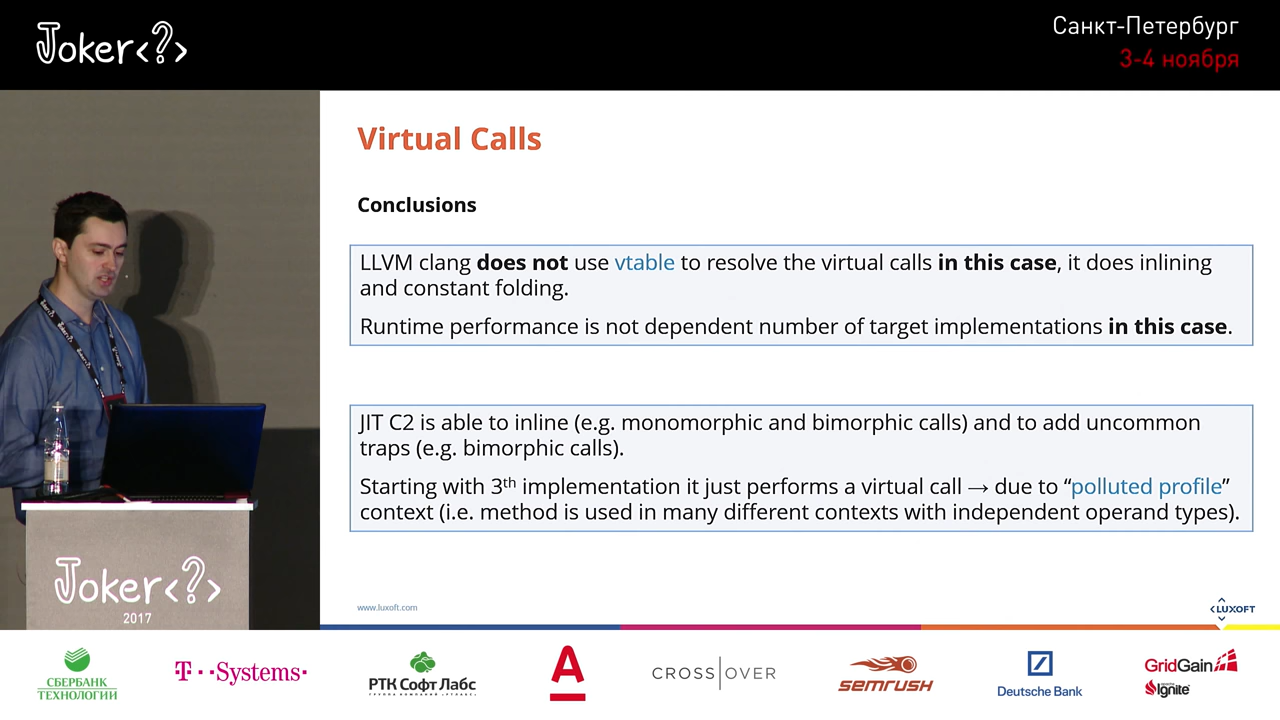 Joker<?>
Санкт-Петербург
3-4 ноября
Virtual Calls
Conclusions
LLVM clang does not use vtable to resolve the virtual calls in this case, it does inlining
and constant folding.
Runtime performance is not dependent number of target implementations in this case.
JIT C2 is able to inline (e.g. monomorphic and bimorphic calls) and to add uncommon
traps (e.g. bimorphic calls).
Starting with 3th implementation it just performs a virtual call → due to “polluted profile”
context (i.e. method is used in many different contexts with independent operand types).
www.luxoft.com
<LUXOFT
Joker<?>
2017
СБЕРБАНК
ТЕХНОЛОГИИ
T··Systems·
РТК Софт Лабс
А
CROSS|OVER
semrush
Deutsche Bank
GridGain
Ignite